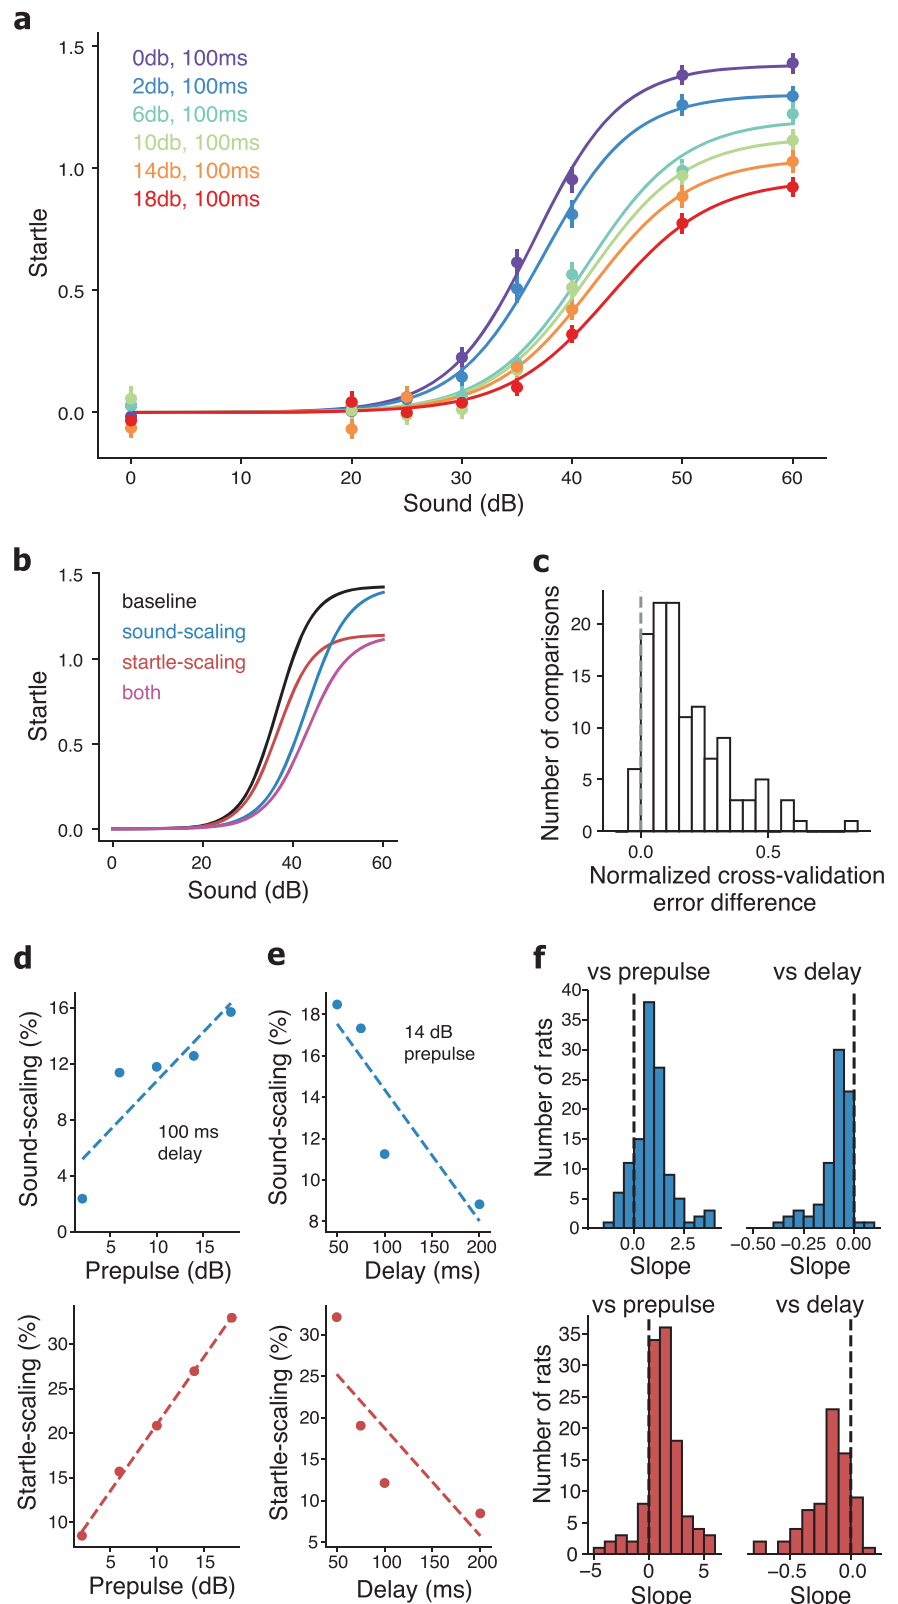 a
1.5
1.0
0.5
0.0
Startle
0db, 100ms
2db, 100ms
6db, 100ms
10db, 100ms
14db, 100ms
18db, 100ms
0 10 20 30 40 50 60
Sound (dB)
b
1.5
1.0
0.5
0.0
Startle
baseline
sound-scaling
startle-scaling
both
0 20 40 60
Sound (dB)
c
20
15
10
5
0
Number of comparisons
0.0 0.5
Normalized cross-validation
error difference
d
16
12
8
4
0
Sound-scaling (%)
100 ms
delay
5 10 15
Prepulse (dB)
30
25
20
15
10
Startle-scaling (%)
5 10 15
Prepulse (dB)
e
18
16
14
12
10
8
Sound-scaling (%)
14 dB
prepulse
50 100 150 200
Delay (ms)
30
25
20
15
10
5
Startle-scaling (%)
50 100 150 200
Delay (ms)
f
vs prepulse
40
35
30
25
20
15
10
5
0
Number of rats
0.0 2.5
Slope
vs delay
−0.50 −0.25 0.00
Slope
vs prepulse
35
30
25
20
15
10
5
0
Number of rats
−5 0 5
Slope
vs delay
−0.5 0.0
Slope